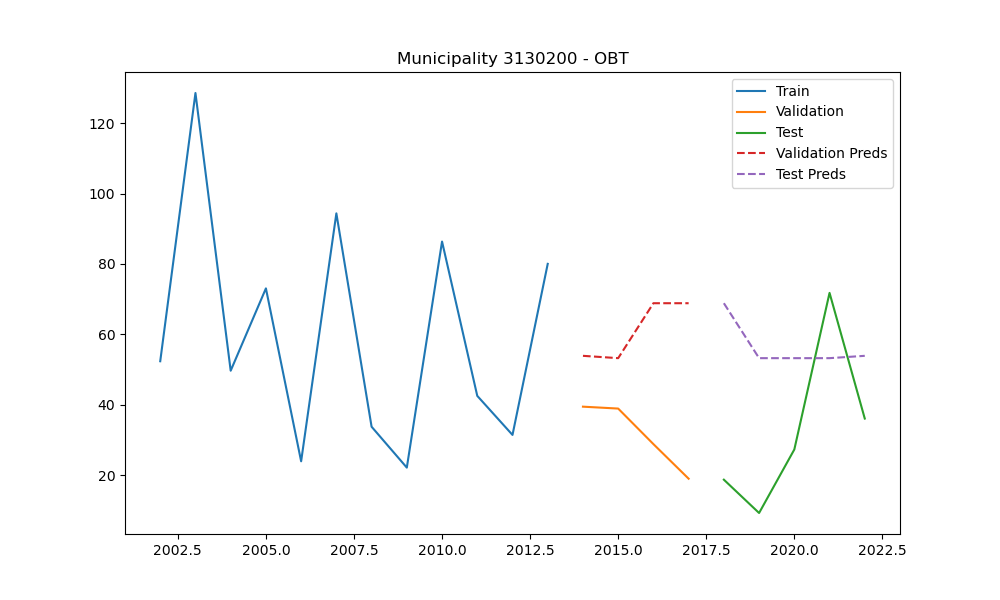 Municipality 3130200 - OBT
Train
Validation
Test
Validation Preds
Test Preds
120
100
80
60
40
20
2002.5 2005.0 2007.5 2010.0 2012.5 2015.0 2017.5 2020.0 2022.5